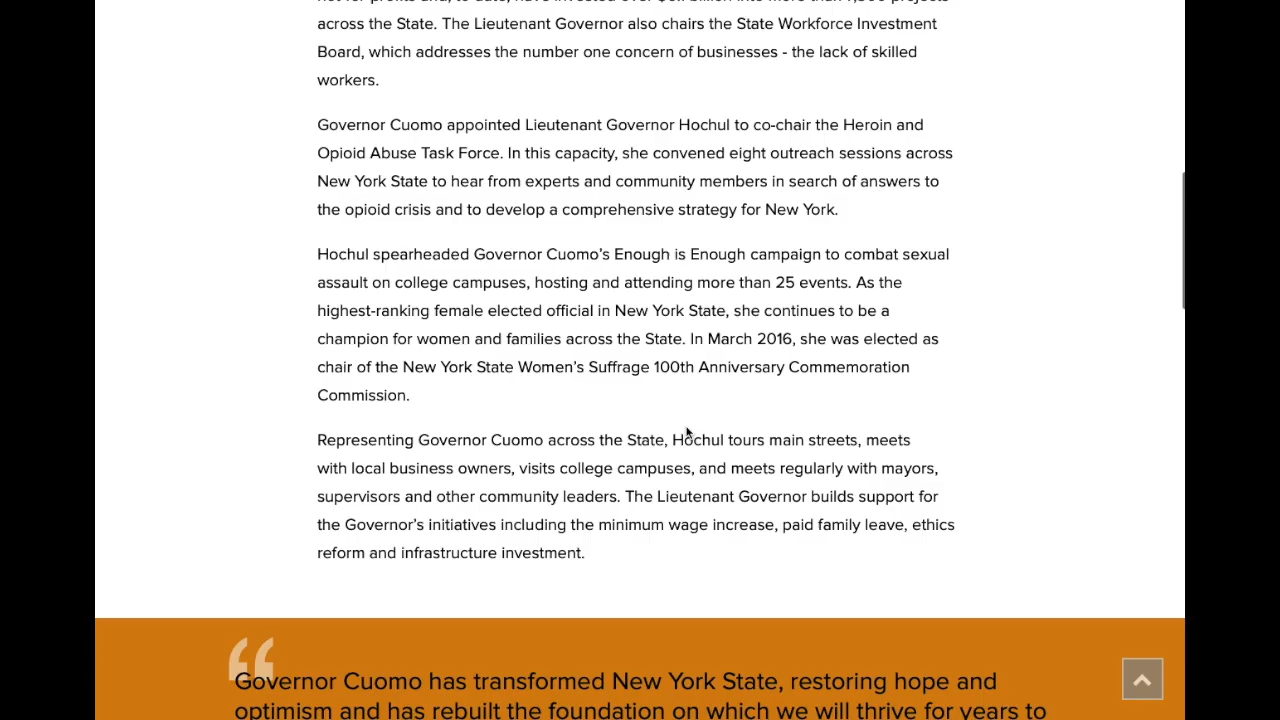 across the State. The Lieutenant Governor also chairs the State Workforce Investment
Board, which addresses the number one concern of businesses - the lack of skilled
workers.
Governor Cuomo appointed Lieutenant Governor Hochul to co-chair the Heroin and
Opioid Abuse Task Force. In this capacity, she convened eight outreach sessions across
New York State to hear from experts and community members in search of answers to
the opioid crisis and to develop a comprehensive strategy for New York.
Hochul spearheaded Governor Cuomo’s Enough is Enough campaign to combat sexual
assault on college campuses, hosting and attending more than 25 events. As the
highest-ranking female elected official in New York State, she continues to be a
champion for women and families across the State. In March 2016, she was elected as
chair of the New York State Women’s Suffrage 100th Anniversary Commemoration
Commission.
Representing Governor Cuomo across the State, Hochul tours main streets, meets
with local business owners, visits college campuses, and meets regularly with mayors,
supervisors and other community leaders. The Lieutenant Governor builds support for
the Governor’s initiatives including the minimum wage increase, paid family leave, ethics
reform and infrastructure investment.
“
Governor Cuomo has transformed New York State, restoring hope and
optimism and has rebuilt the foundation on which we will thrive for years to